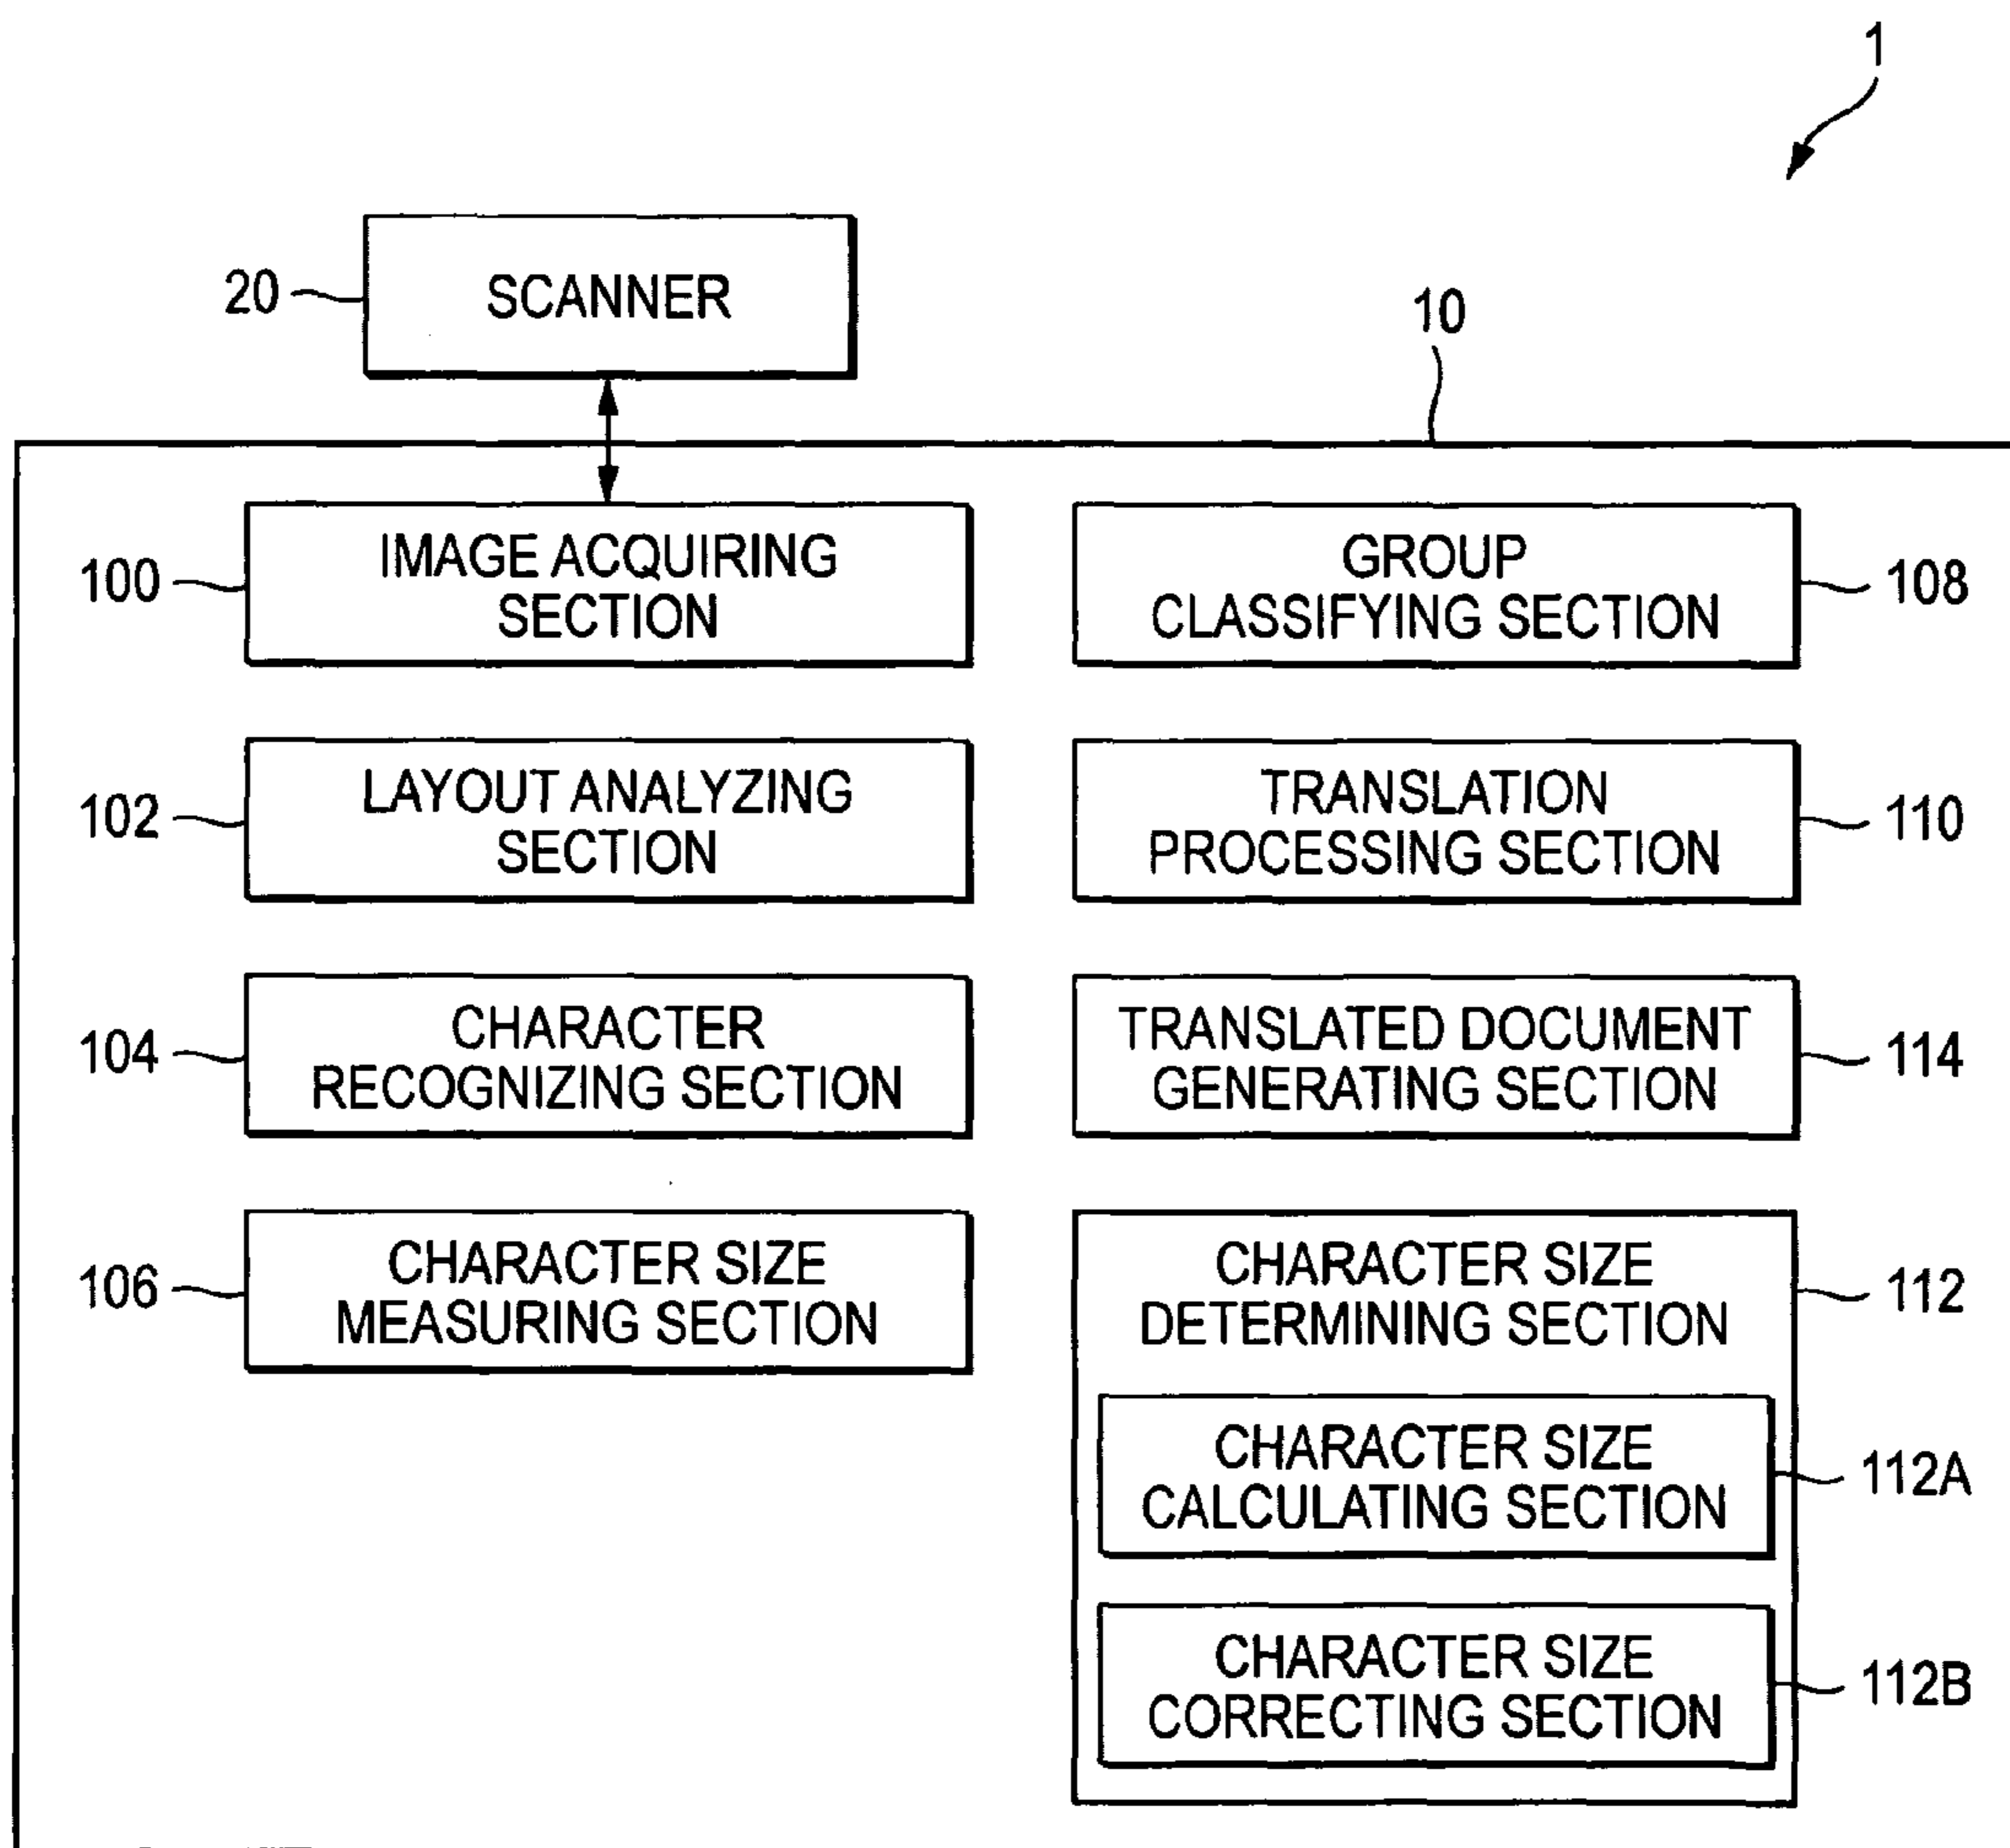 1
20
SCANNER
10
100
IMAGE ACQUIRING
SECTION
GROUP
CLASSIFYING SECTION
108
102
LAYOUT ANALYZING
SECTION
TRANSLATION
PROCESSING SECTION
110
104
CHARACTER
RECOGNIZING SECTION
TRANSLATED DOCUMENT
GENERATING SECTION
114
106
CHARACTER SIZE
MEASURING SECTION
CHARACTER SIZE
DETERMINING SECTION
112
CHARACTER SIZE
CALCULATING SECTION
112A
CHARACTER SIZE
CORRECTING SECTION
112B